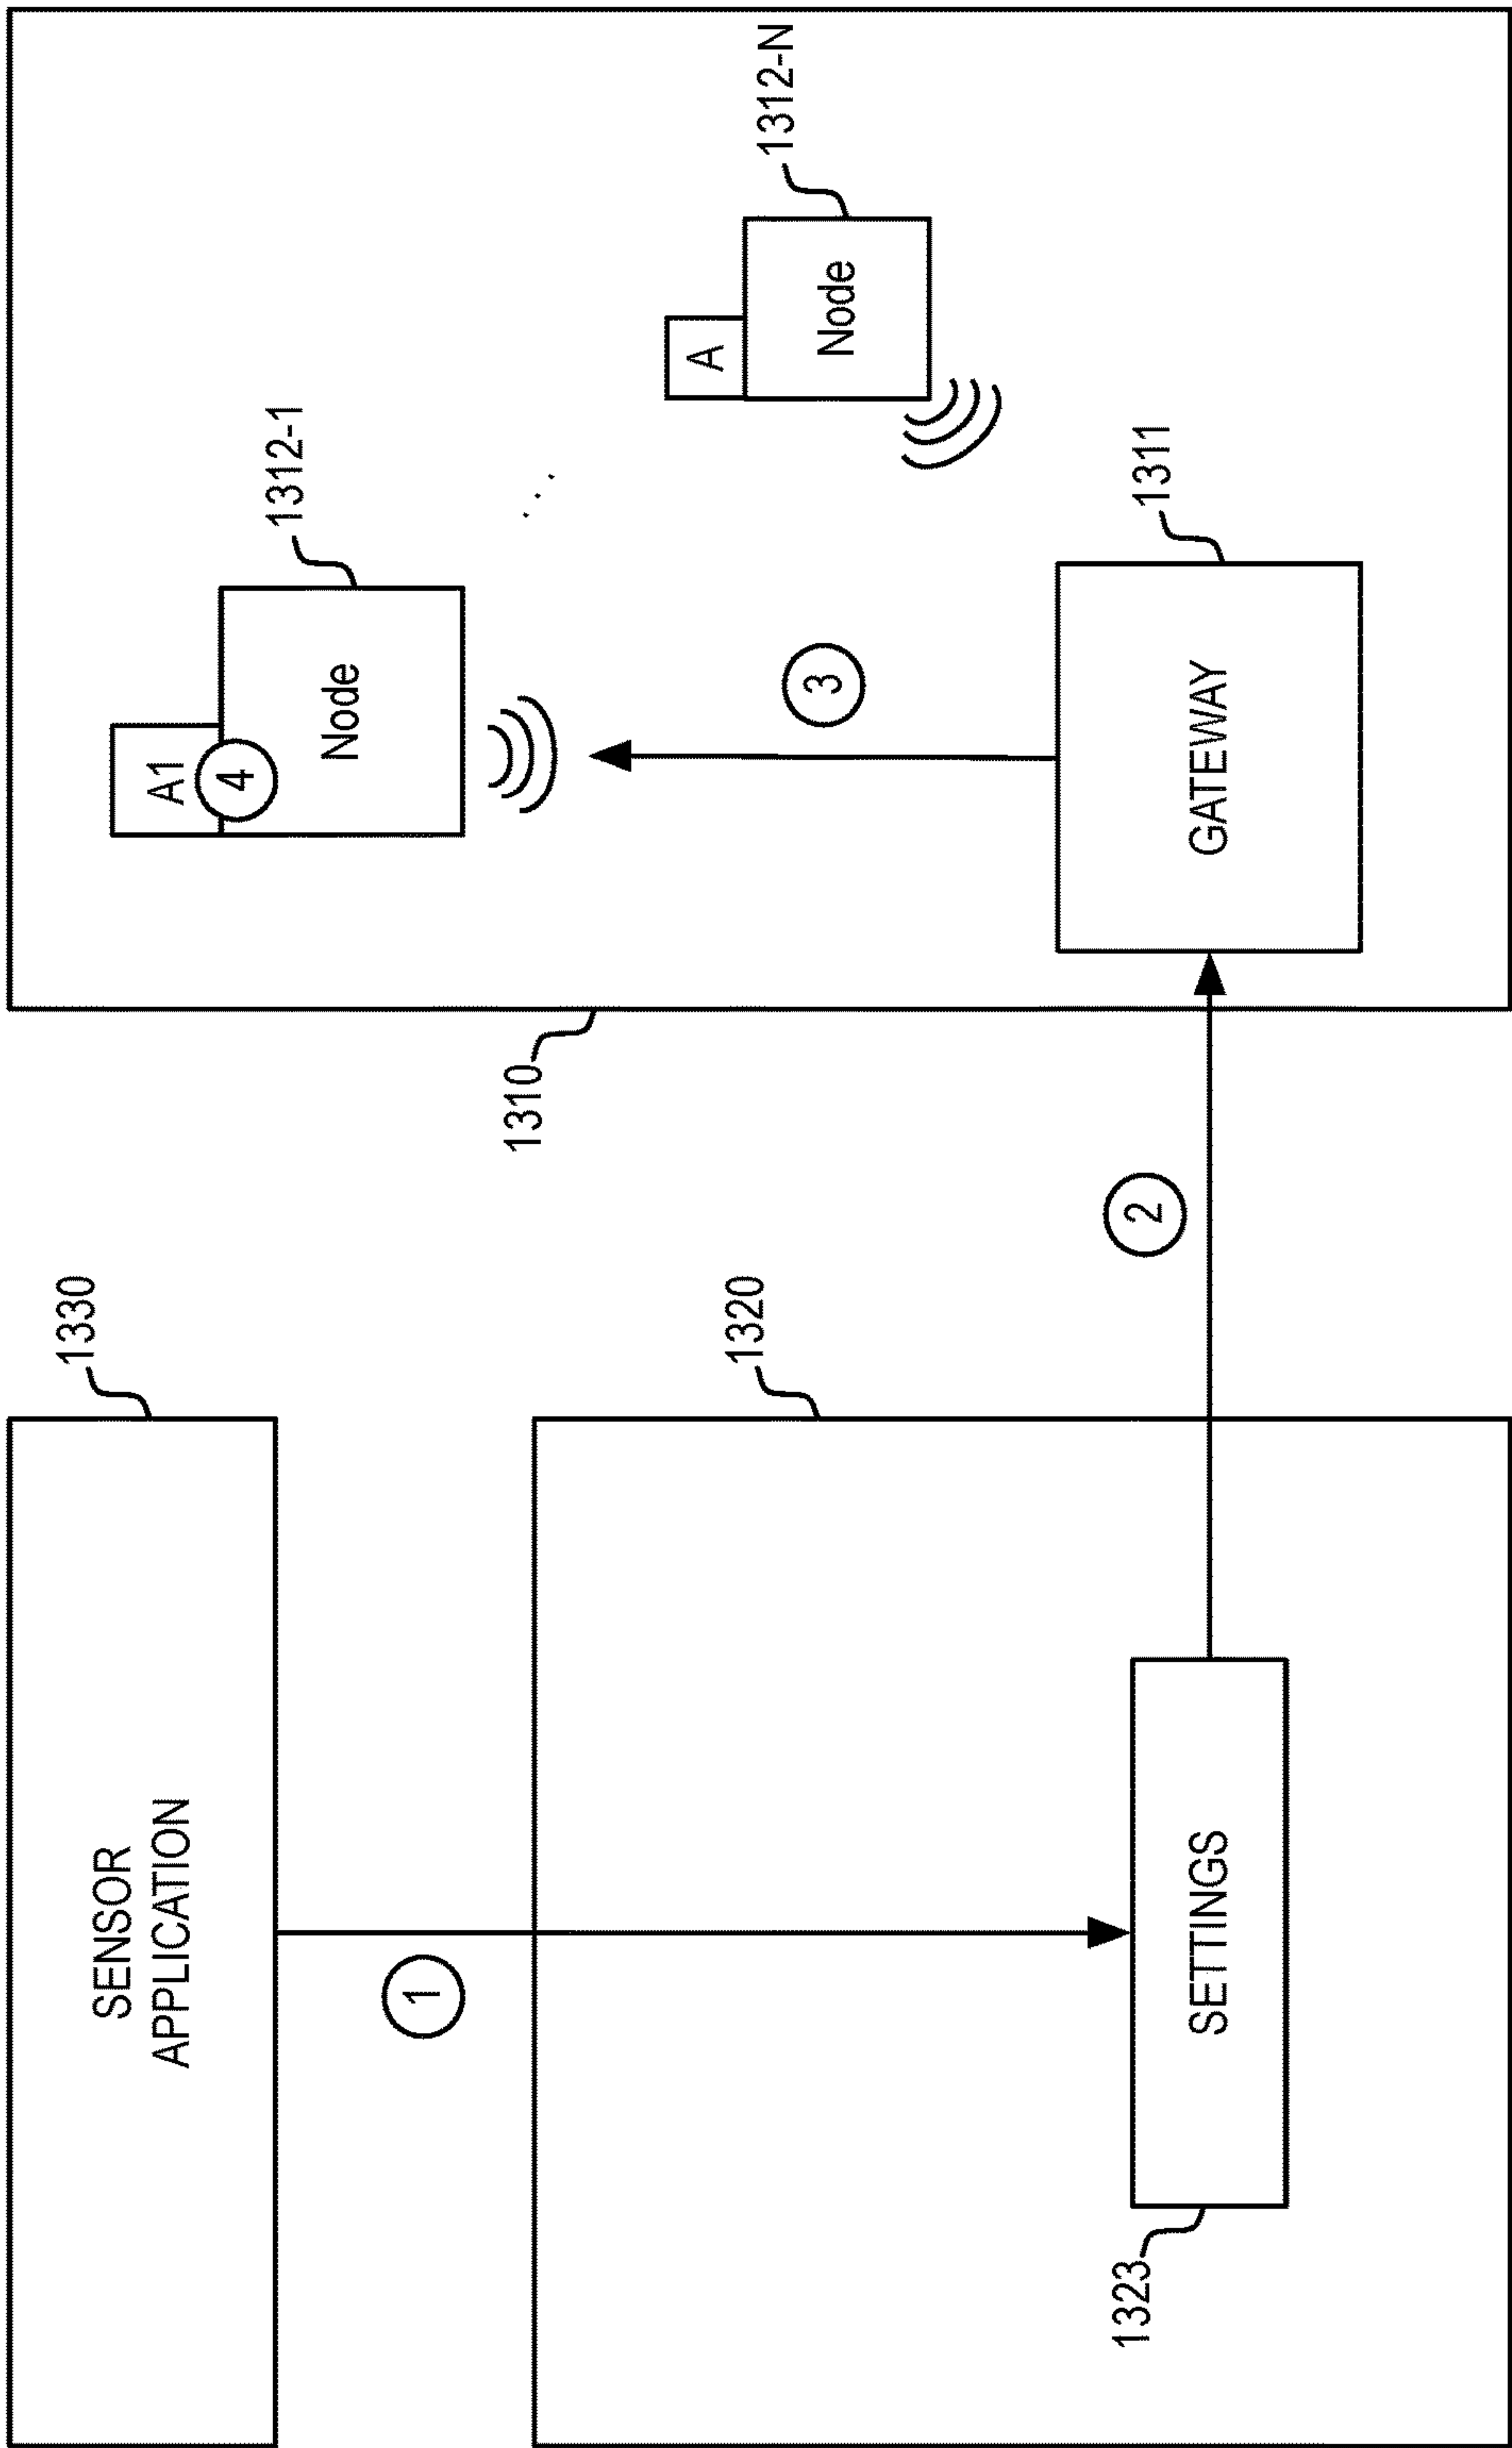 SENSOR
APPLICATION
1330
1
1320
SETTINGS
1323
2
1310
A1
4
Node
1312-1
. . .
A
Node
1312-N
3
GATEWAY
1311